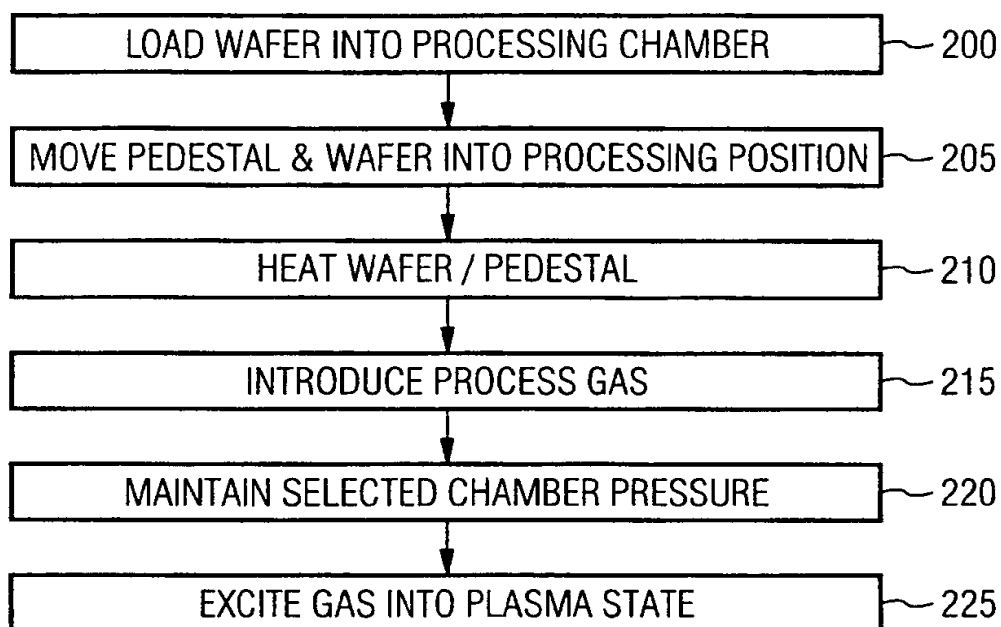 LOAD WAFER INTO PROCESSING CHAMBER 200
MOVE PEDESTAL & WAFER INTO PROCESSING POSITION 205
HEAT WAFER / PEDESTAL 210
INTRODUCE PROCESS GAS 215
MAINTAIN SELECTED CHAMBER PRESSURE 220
EXCITE GAS INTO PLASMA STATE 225